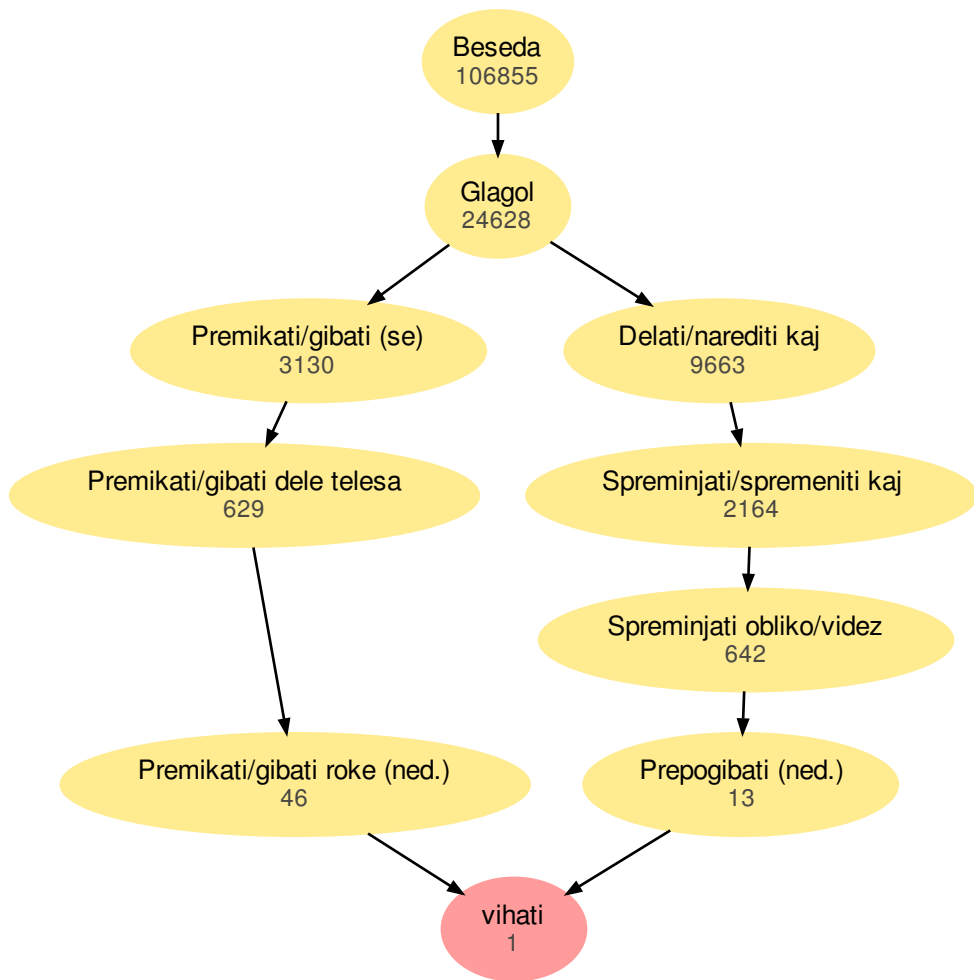 Beseda
106855
Glagol
24628
Premikati/gibati (se)
3130
Delati/narediti kaj
9663
Premikati/gibati dele telesa
629
Spreminjati/spremeniti kaj
2164
Spreminjati obliko/videz
642
Premikati/gibati roke (ned.)
46
Prepogibati (ned.)
13
vihati
1